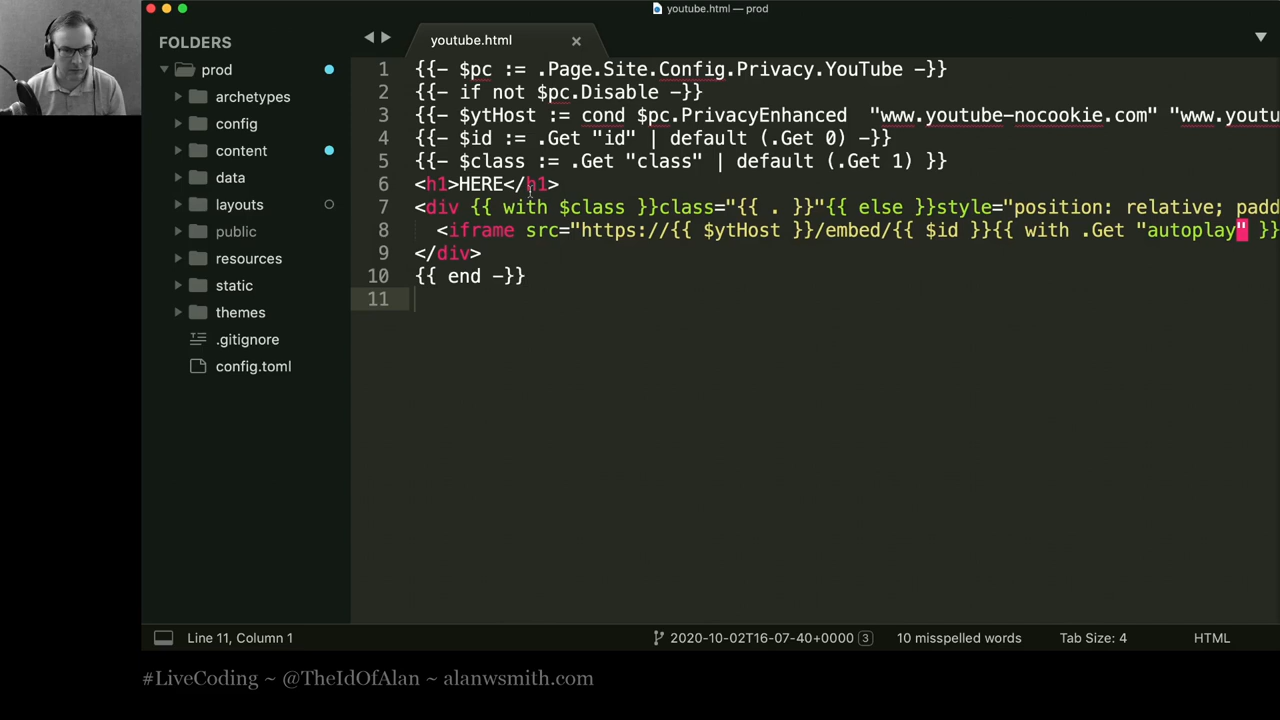 youtube.html — prod
FOLDERS
prod
archetypes
config
content
data
layouts
public
resources
static
themes
.gitignore
config.toml
youtube.html
1 {{- $pc := .Page.Site.Config.Privacy.YouTube -}}
2 {{- if not $pc.Disable -}}
3 {{- $ytHost := cond $pc.PrivacyEnhanced  "www.youtube-nocookie.com" "www.youtu
4 {{- $id := .Get "id" | default (.Get 0) -}}
5 {{- $class := .Get "class" | default (.Get 1) }}
6 <h1>HERE</h1>
7 <div {{ with $class }}class="{{ . }}"{{ else }}style="position: relative; padd
8   <iframe src="https://{{ $ytHost }}/embed/{{ $id }}{{ with .Get "autoplay" }}
9 </div>
10 {{ end -}}
11
Line 11, Column 1
2020-10-02T16-07-40+0000 3
10 misspelled words
Tab Size: 4
HTML
#LiveCoding ~ @TheIdOfAlan ~ alanwsmith.com